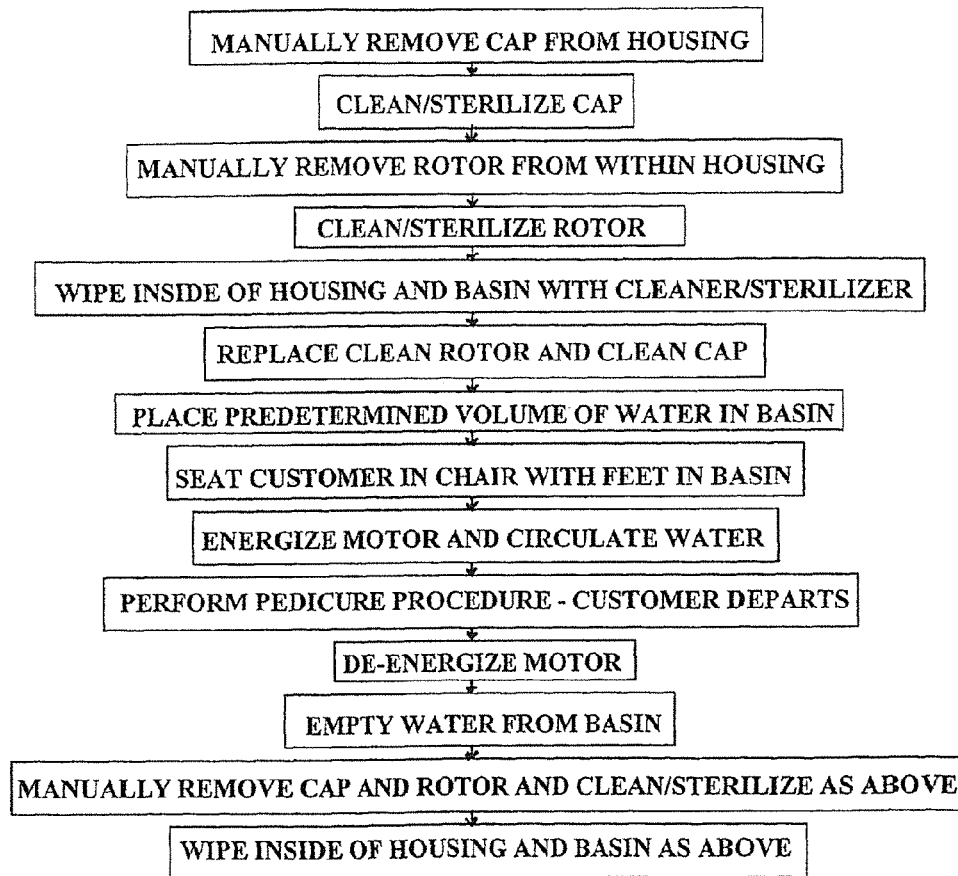 MANUALLY REMOVE CAP FROM HOUSING
CLEAN/STERILIZE CAP
MANUALLY REMOVE ROTOR FROM WITHIN HOUSING
CLEAN/STERILIZE ROTOR
WIPE INSIDE OF HOUSING AND BASIN WITH CLEANER/STERILIZER
REPLACE CLEAN ROTOR AND CLEAN CAP
PLACE PREDETERMINED VOLUME OF WATER IN BASIN
SEAT CUSTOMER IN CHAIR WITH FEET IN BASIN
ENERGIZE MOTOR AND CIRCULATE WATER
PERFORM PEDICURE PROCEDURE - CUSTOMER DEPARTS
DE-ENERGIZE MOTOR
EMPTY WATER FROM BASIN
MANUALLY REMOVE CAP AND ROTOR AND CLEAN/STERILIZE AS ABOVE
WIPE INSIDE OF HOUSING AND BASIN AS ABOVE